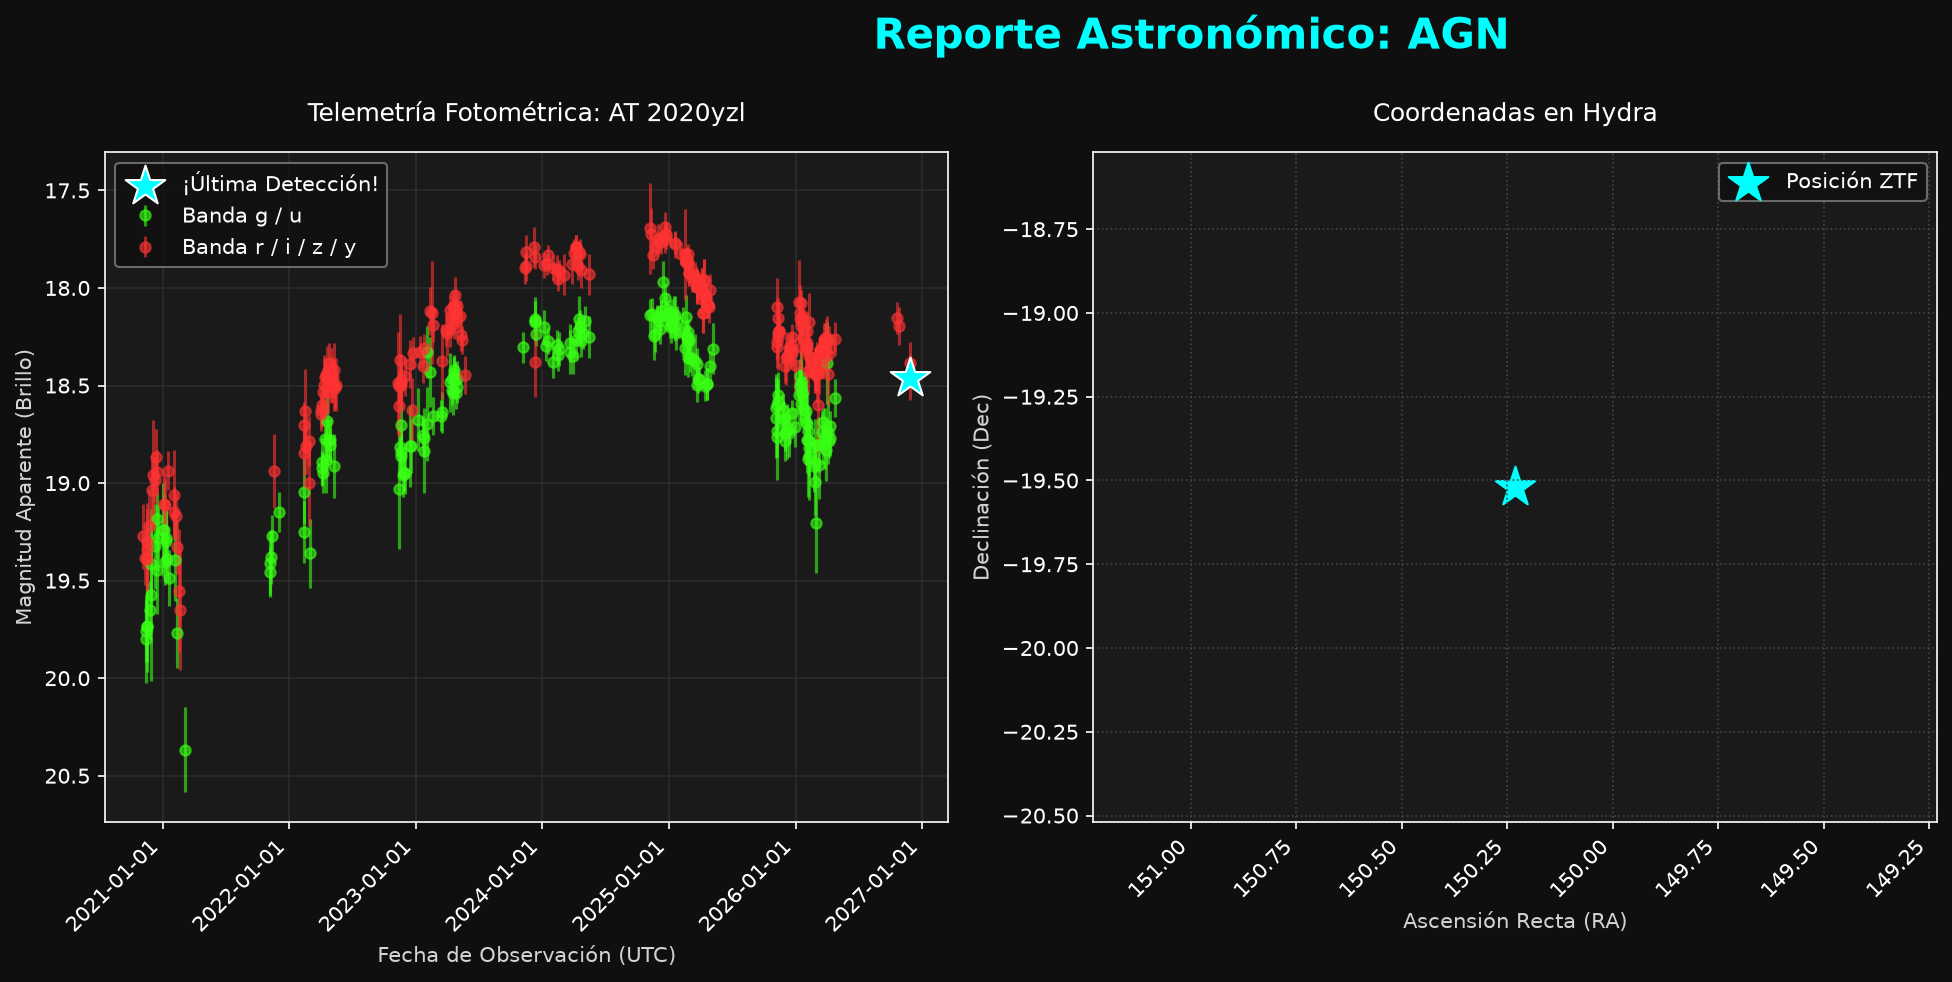 Reporte Astronómico: AGN
Telemetría Fotométrica: AT 2020yzl
¡Última Detección!
Banda g / u
Banda r / i / z / y
Magnitud Aparente (Brillo)
17.5
18.0
18.5
19.0
19.5
20.0
20.5
2021-01-01
2022-01-01
2023-01-01
2024-01-01
2025-01-01
2026-01-01
2027-01-01
Fecha de Observación (UTC)
Coordenadas en Hydra
Posición ZTF
Declinación (Dec)
−18.75
−19.00
−19.25
−19.50
−19.75
−20.00
−20.25
−20.50
151.00
150.75
150.50
150.25
150.00
149.75
149.50
149.25
Ascensión Recta (RA)